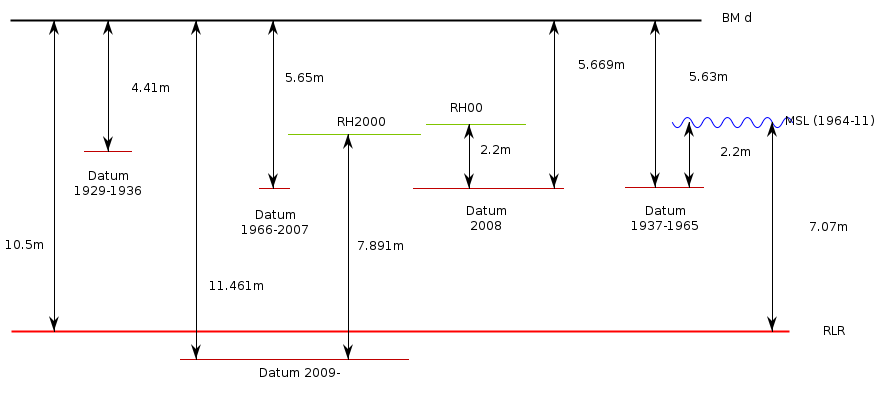 BM d
5.669m
5.65m
5.63m
4.41m
RH00
RH2000
MSL (1964-11)
2.2m
2.2m
Datum
1929-1936
Datum
1966-2007
Datum
2008
Datum
1937-1965
7.07m
10.5m
7.891m
11.461m
RLR
Datum 2009-